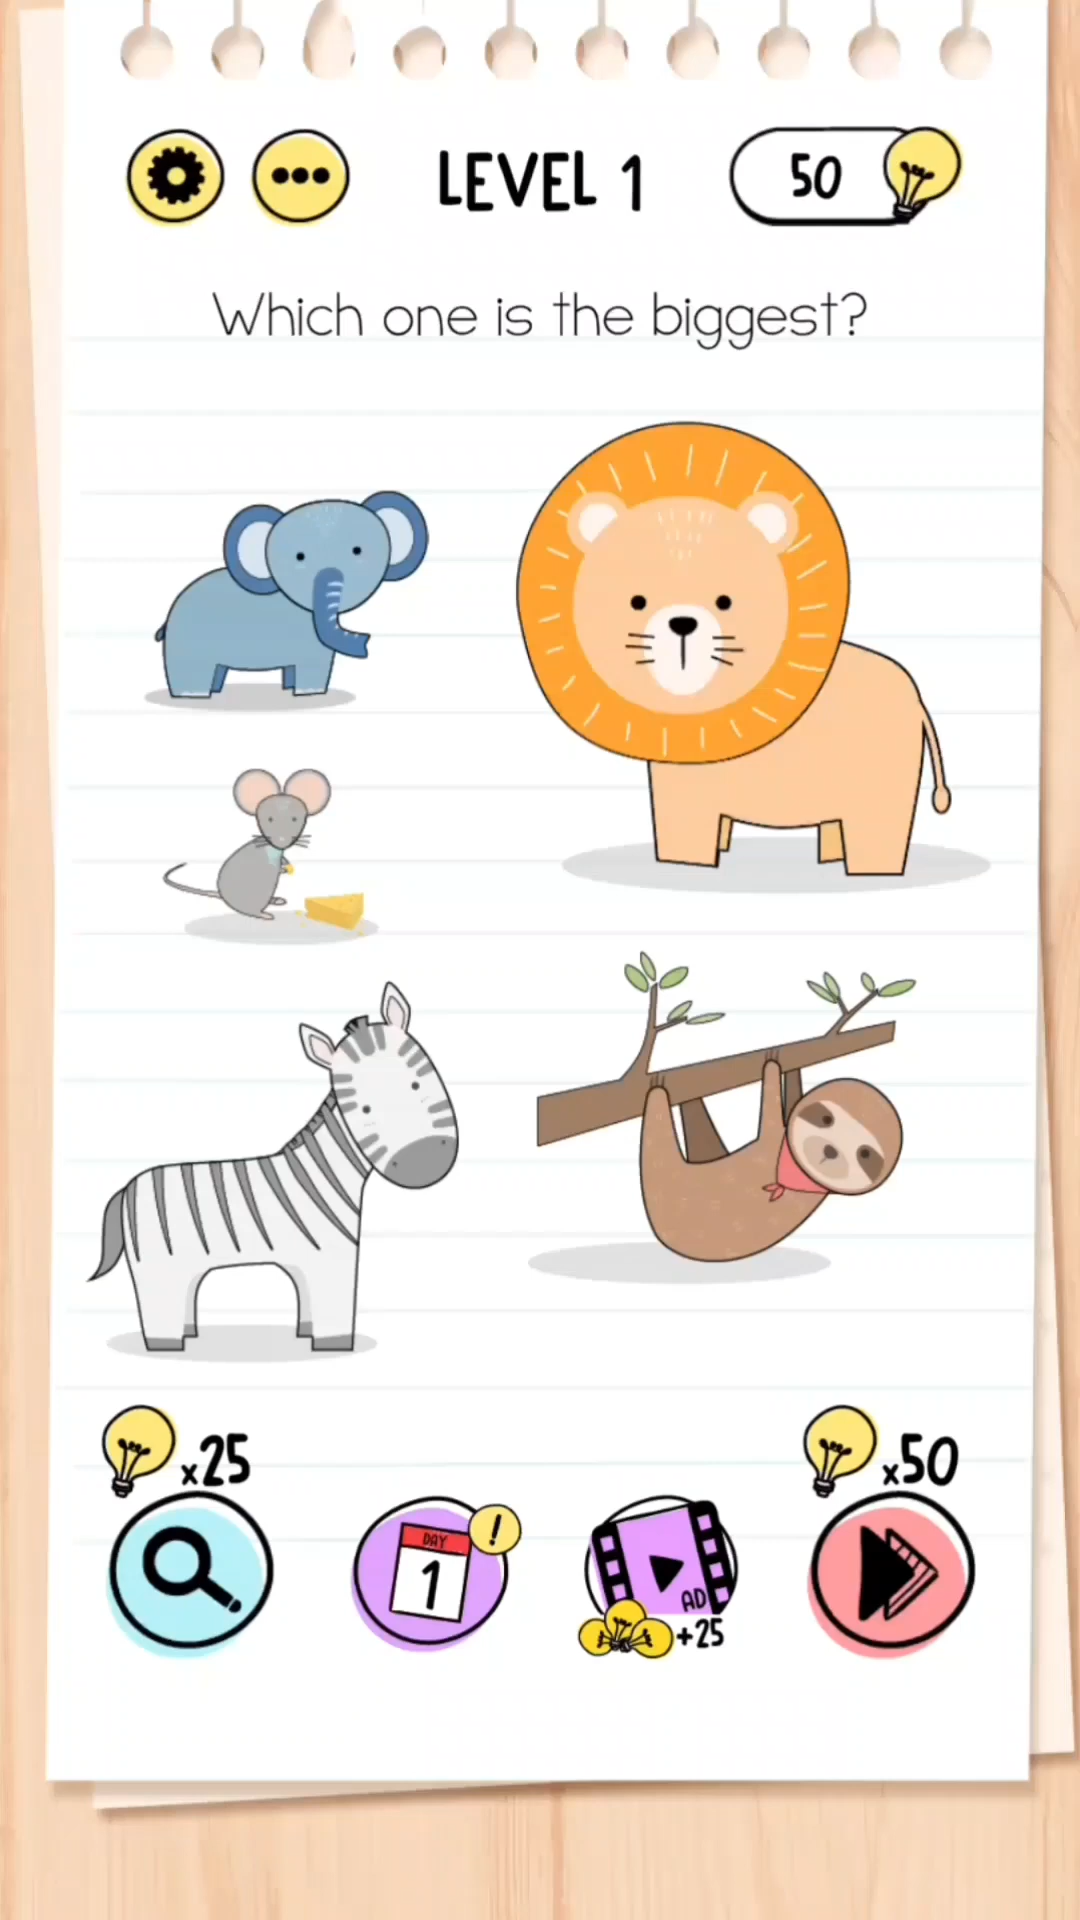 LEVEL 1
50
Which one is the biggest?
x25
x50
DAY
1
!
AD
+25